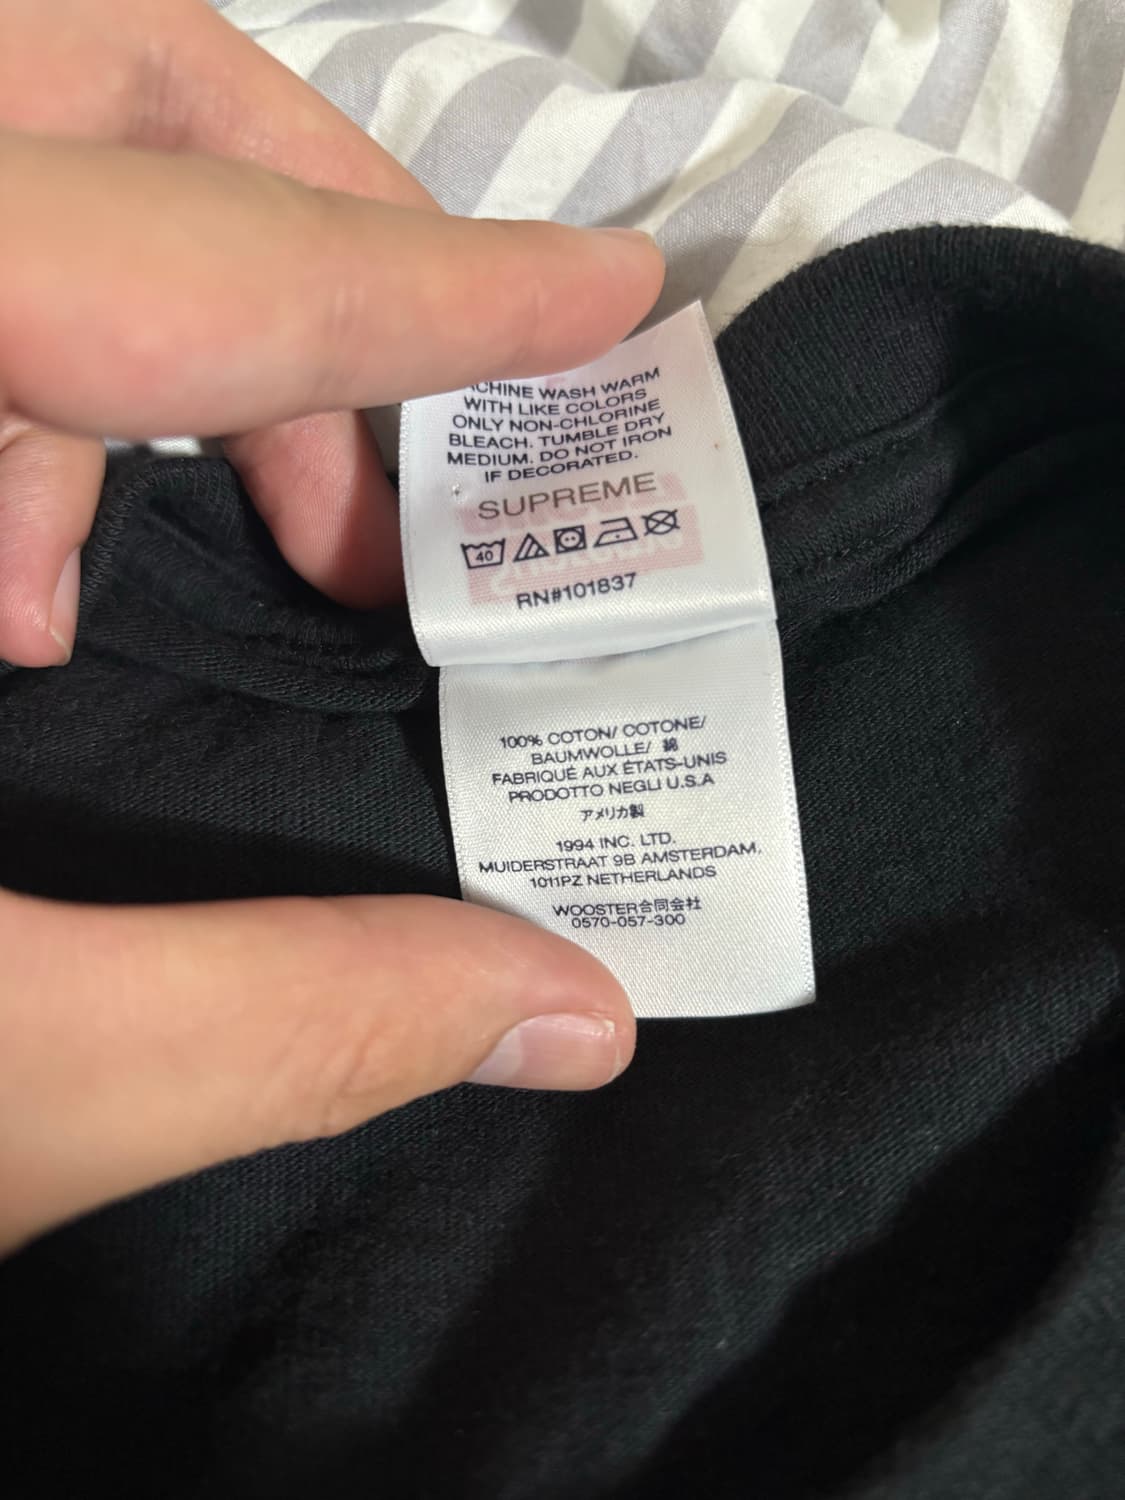 WASH WARM
WITH LIKE COLORS
ONLY NON-CHLORINE
BLEACH. TUMBLE DRY
MEDIUM. DO NOT IRON
IF DECORATED.
SUPREME
40
RN#101837
100% COTON/ COTONE/
BAUMWOLLE/ 綿
FABRIQUÉ AUX ÉTATS-UNIS
PRODOTTO NEGLI U.S.A
アメリカ製
1994 INC. LTD.
MUIDERSTRAAT 9B AMSTERDAM,
1011PZ NETHERLANDS
WOOSTER合同会社
0570-057-300